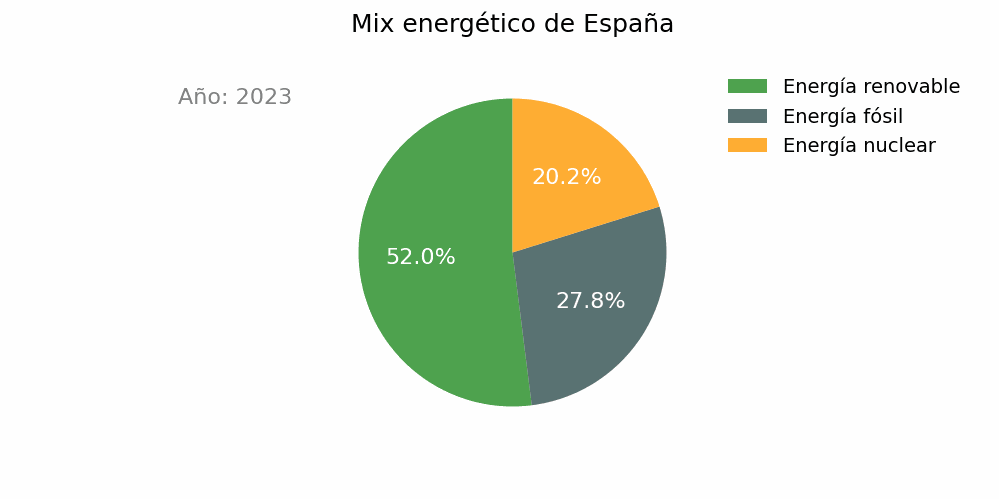 Mix energético de España
Año: 2023
Energía renovable
Energía fósil
Energía nuclear
20.2%
52.0%
27.8%